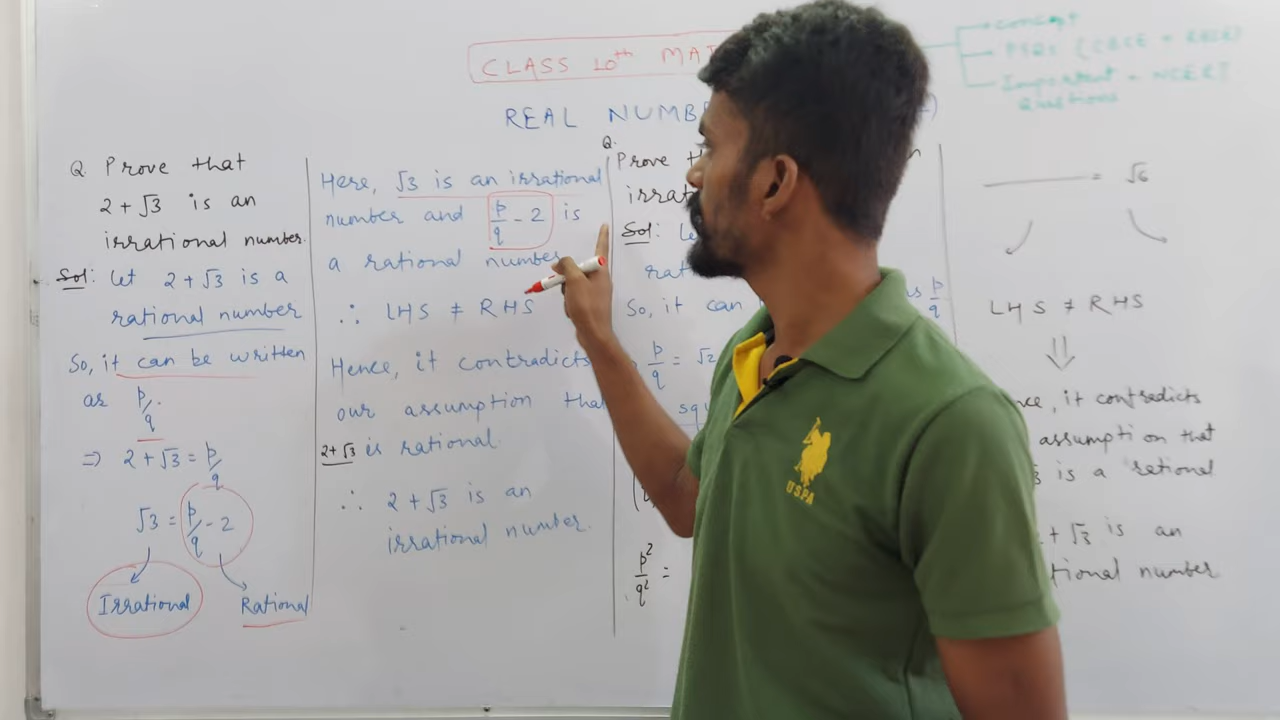 CLASS 10th MAT
REAL NUMB
concept
Important - NCERT
Questions
Q. Prove that
2 + √3 is an
irrational number.
Sol: Let 2 + √3 is a
rational number
So, it can be written
as p/q.
⇒ 2 + √3 = p/q
√3 = p/q - 2
Irrational
Rational
Here, √3 is an irrational
number and p/q - 2 is
a rational number
∴ LHS ≠ RHS
Hence, it contradicts
our assumption that
2+√3 is rational.
∴ 2 + √3 is an
irrational number.
Q.
Prove
irrat
Sol: Le
rat
So, it can
p/q
p/q = √2
squ
p²/q² =
= √6
LHS ≠ RHS
⇓
nce, it contradicts
assumption that
3 is a rational
+ √3 is an
tional number
USPA